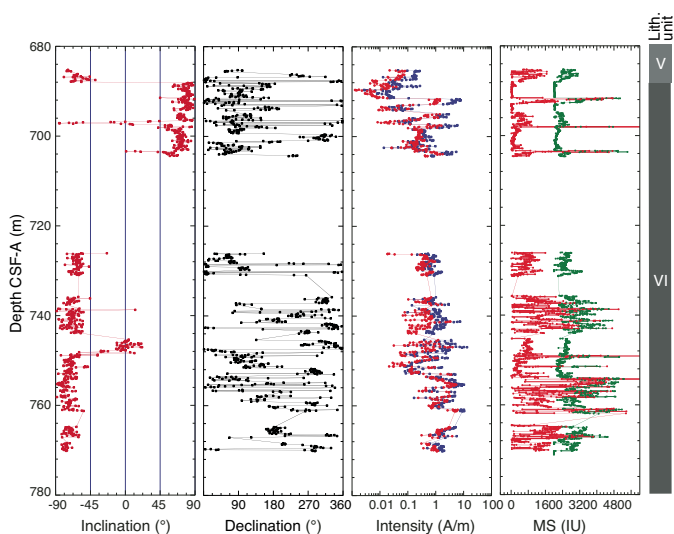 Lith.
unit
680
700
720
740
760
780
Depth CSF-A (m)
V
VI
-90 -45 0 45 90
0 90 180 270 360
0.01 0.1 1 10 100
0 1600 3200 4800
Inclination (°)
Declination (°)
Intensity (A/m)
MS (IU)